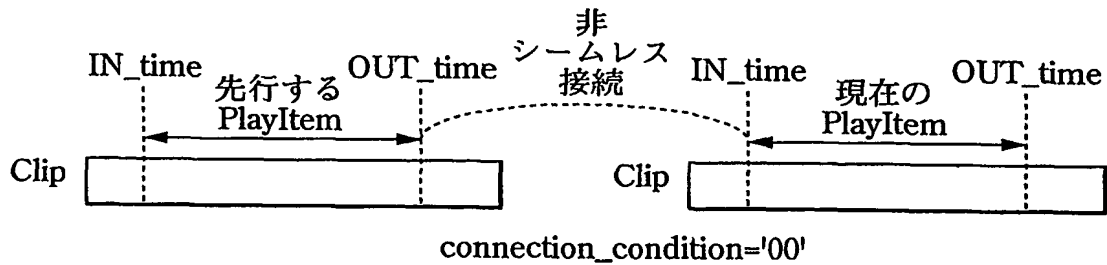 非
シームレス
接続
IN_time
OUT_time
先行する
PlayItem
IN_time
OUT_time
現在の
PlayItem
Clip
Clip
connection_condition='00'